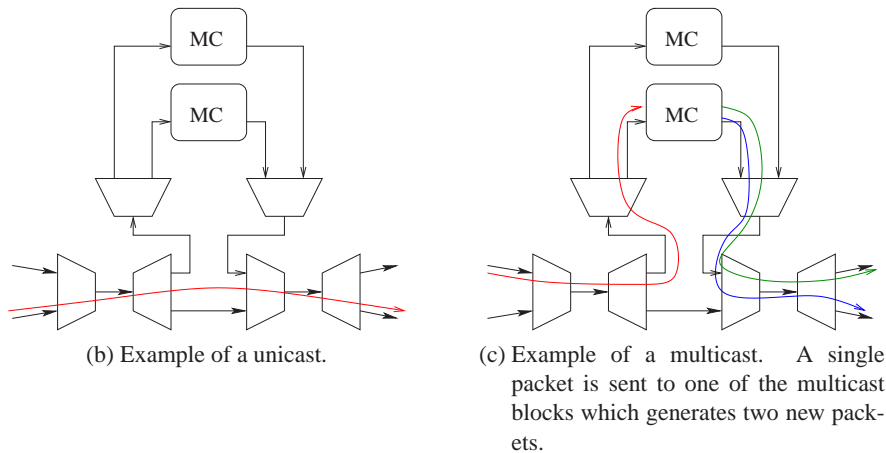 MC
MC
(b) Example of a unicast.
MC
MC
(c) Example of a multicast. A single
packet is sent to one of the multicast
blocks which generates two new pack-
ets.